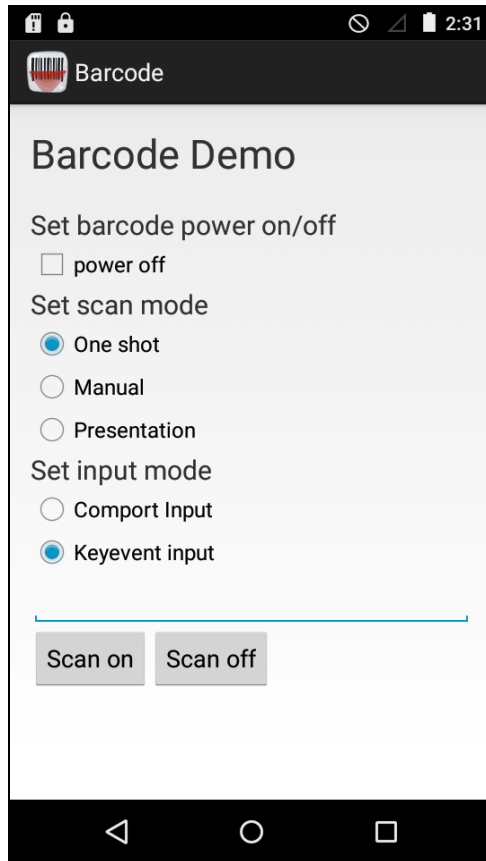 2:31
Barcode
Barcode Demo
Set barcode power on/off
power off
Set scan mode
One shot
Manual
Presentation
Set input mode
Comport Input
Keyevent input
Scan on Scan off